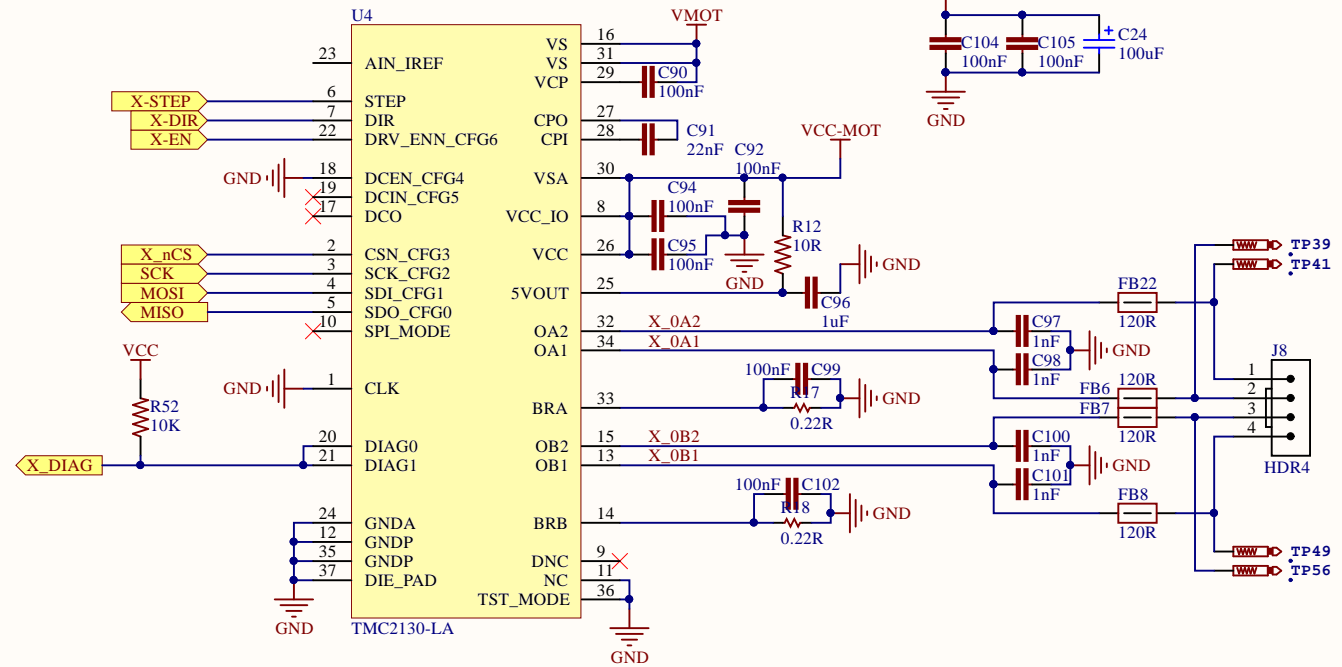 U4
VMOT
VS 16
VS 31
VCP 29
C90
100nF
C104
100nF
C105
100nF
+ C24
100uF
GND
23 AIN_IREF
X-STEP 6 STEP
X-DIR 7 DIR
X-EN 22 DRV_ENN_CFG6
CPO 27
CPI 28
C91
22nF
C92
100nF
VCC-MOT
GND 18 DCEN_CFG4
19 DCIN_CFG5
17 DCO
VSA 30
C94
100nF
VCC_IO 8
VCC 26
C95
100nF
GND
R12
10R
GND
X_nCS 2 CSN_CFG3
SCK 3 SCK_CFG2
MOSI 4 SDI_CFG1
MISO 5 SDO_CFG0
10 SPI_MODE
5VOUT 25
C96
1uF
OA2 32 X_0A2
OA1 34 X_0A1
C97
1nF
C98
1nF
GND
FB22
120R
TP39
TP41
VCC
R52
10K
GND 1 CLK
BRA 33
100nF C99
R17
0.22R
GND
120R
FB6
FB7
120R
J8
1
2
3
4
HDR4
X_DIAG
20 DIAG0
21 DIAG1
OB2 15 X_0B2
OB1 13 X_0B1
C100
1nF
C101
1nF
GND
FB8
120R
TP49
TP56
24 GNDA
12 GNDP
35 GNDP
37 DIE_PAD
GND
BRB 14
100nF C102
R18
0.22R
GND
DNC 9
NC 11
TST_MODE 36
GND
TMC2130-LA